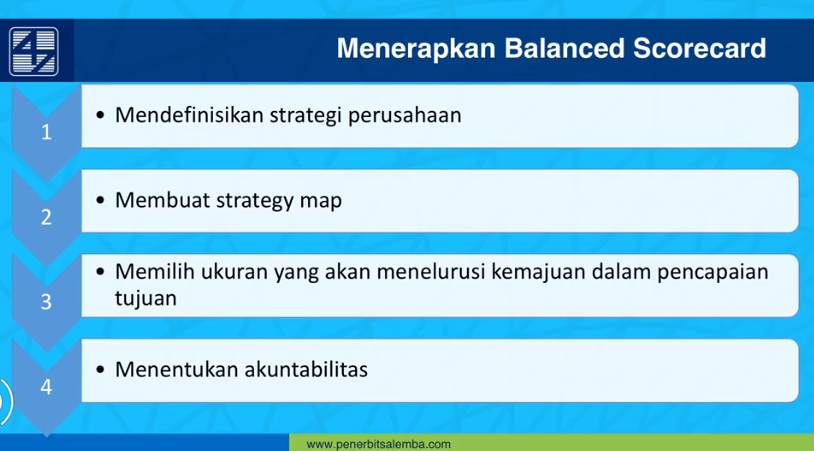 Menerapkan Balanced Scorecard
1
• Mendefinisikan strategi perusahaan
2
• Membuat strategy map
3
• Memilih ukuran yang akan menelurusi kemajuan dalam pencapaian
tujuan
4
• Menentukan akuntabilitas
www.penerbitsalemba.com